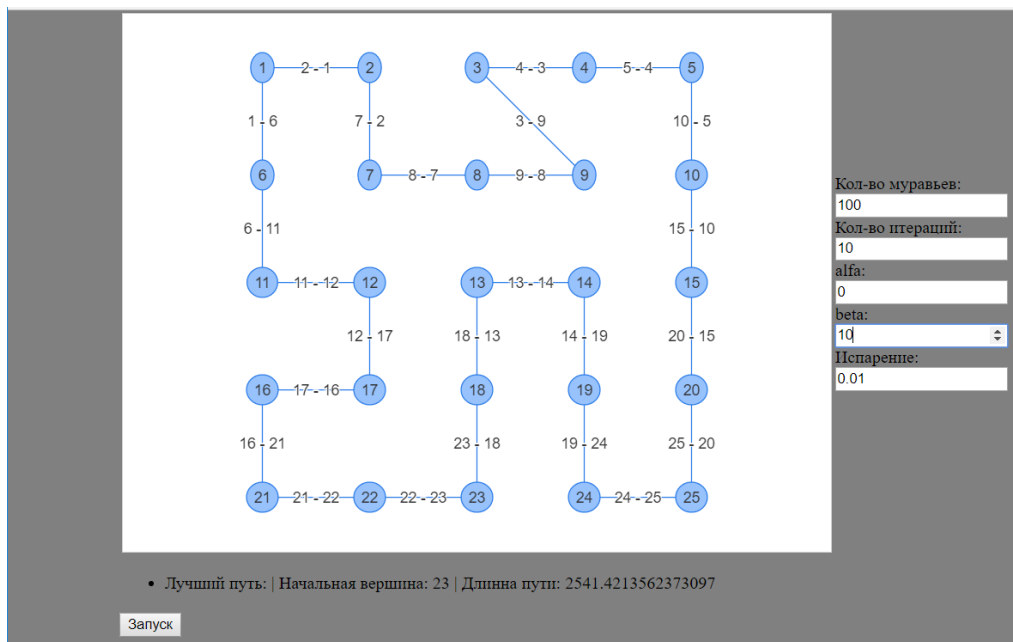 1 2 - 1 2 3 4 - 3 4 5 - 4 5
1 - 6 7 - 2 3 - 9 10 - 5
6 7 8 - 7 8 9 - 8 9 10
Кол-во муравьев:
100
6 - 11 15 - 10
Кол-во итераций:
10
alfa:
11 11 - 12 12 13 13 - 14 14 15
0
beta:
12 - 17 18 - 13 14 - 19 20 - 15
10
Испарение:
0.01
16 17 - 16 17 18 19 20
16 - 21 23 - 18 19 - 24 25 - 20
21 21 - 22 22 22 - 23 23 24 24 - 25 25
• Лучший путь: | Начальная вершина: 23 | Длинна пути: 2541.4213562373097
Запуск